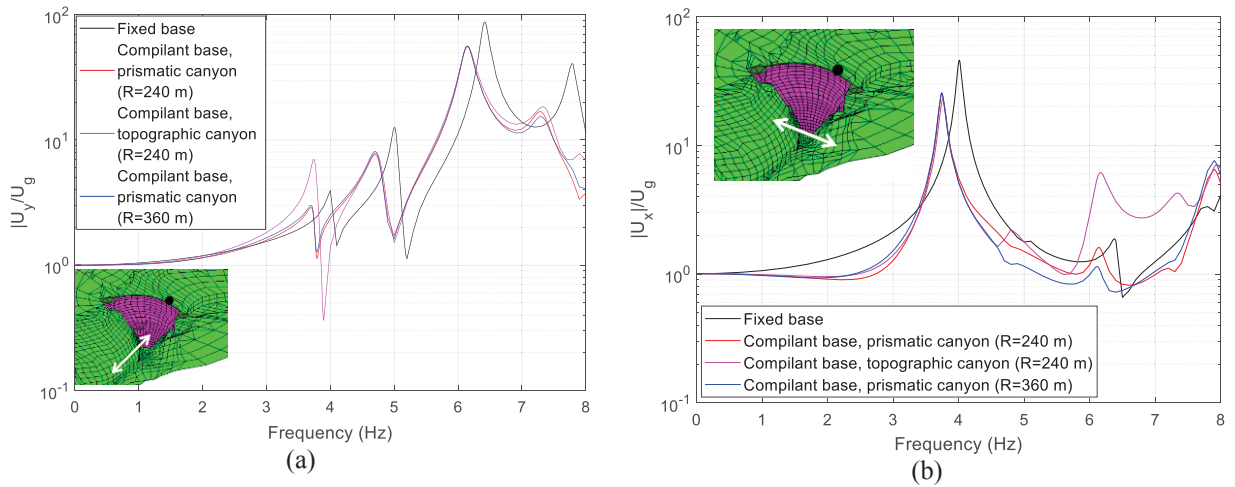 10^2
10^1
10^0
10^-1
|U_y/U_g
Fixed base
Compilant base,
prismatic canyon
(R=240 m)
Compilant base,
topographic canyon
(R=240 m)
Compilant base,
prismatic canyon
(R=360 m)
0 1 2 3 4 5 6 7 8
Frequency (Hz)
(a)
10^2
10^1
10^0
10^-1
|U_x|/U_g
Fixed base
Compilant base, prismatic canyon (R=240 m)
Compilant base, topographic canyon (R=240 m)
Compilant base, prismatic canyon (R=360 m)
0 1 2 3 4 5 6 7 8
Frequency (Hz)
(b)